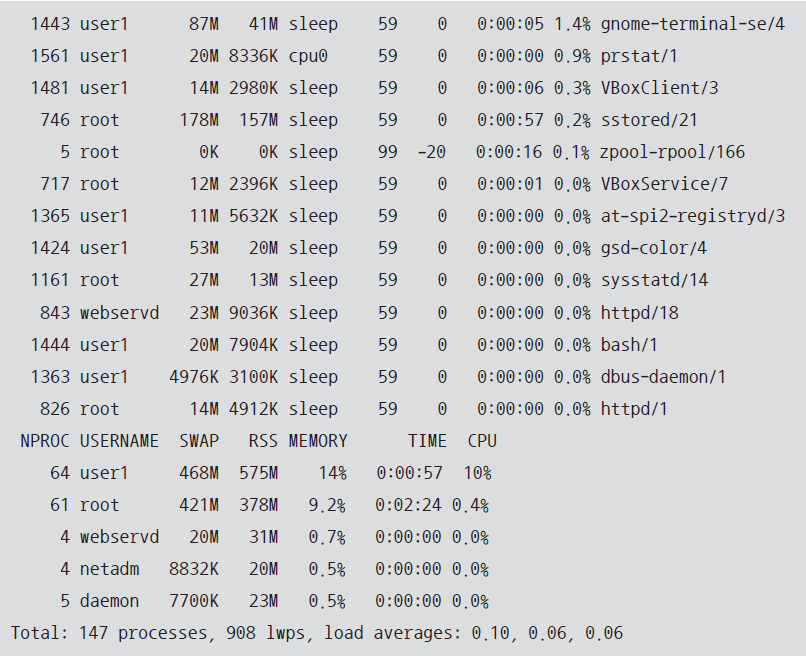 1443 user1 87M 41M sleep 59 0 0:00:05 1.4% gnome-terminal-se/4
1561 user1 20M 8336K cpu0 59 0 0:00:00 0.9% prstat/1
1481 user1 14M 2980K sleep 59 0 0:00:06 0.3% VBoxClient/3
746 root 178M 157M sleep 59 0 0:00:57 0.2% sstored/21
5 root 0K 0K sleep 99 -20 0:00:16 0.1% zpool-rpool/166
717 root 12M 2396K sleep 59 0 0:00:01 0.0% VBoxService/7
1365 user1 11M 5632K sleep 59 0 0:00:00 0.0% at-spi2-registryd/3
1424 user1 53M 20M sleep 59 0 0:00:00 0.0% gsd-color/4
1161 root 27M 13M sleep 59 0 0:00:00 0.0% sysstatd/14
843 webservd 23M 9036K sleep 59 0 0:00:00 0.0% httpd/18
1444 user1 20M 7904K sleep 59 0 0:00:00 0.0% bash/1
1363 user1 4976K 3100K sleep 59 0 0:00:00 0.0% dbus-daemon/1
826 root 14M 4912K sleep 59 0 0:00:00 0.0% httpd/1
NPROC USERNAME SWAP RSS MEMORY TIME CPU
64 user1 468M 575M 14% 0:00:57 10%
61 root 421M 378M 9.2% 0:02:24 0.4%
4 webservd 20M 31M 0.7% 0:00:00 0.0%
4 netadm 8832K 20M 0.5% 0:00:00 0.0%
5 daemon 7700K 23M 0.5% 0:00:00 0.0%
Total: 147 processes, 908 lwps, load averages: 0.10, 0.06, 0.06